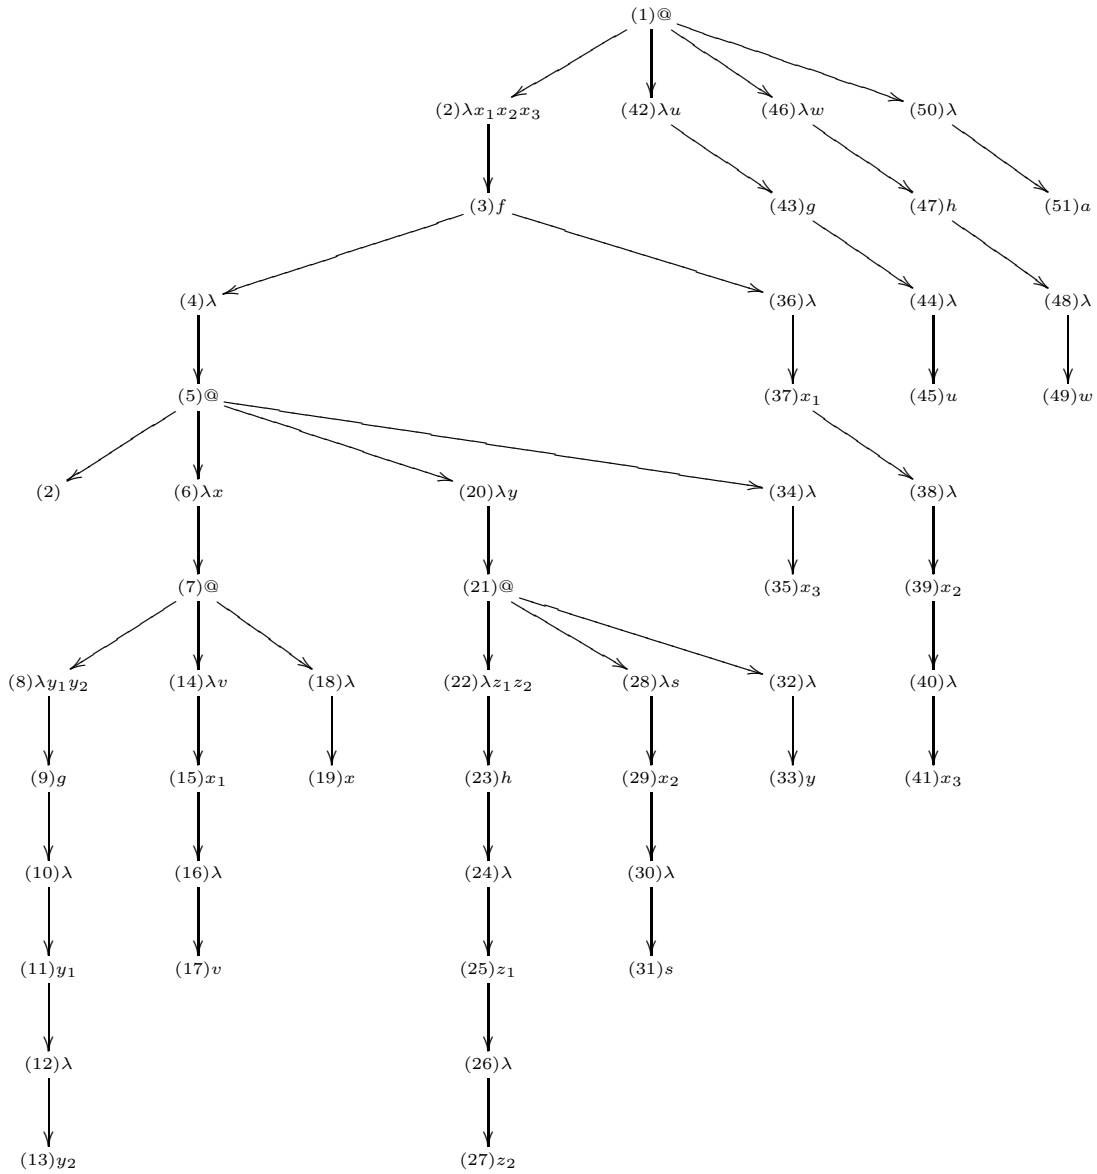 (1)@
(2)λx₁x₂x₃ (42)λu (46)λw (50)λ
(3)f (43)g (47)h (51)a
(4)λ (36)λ (44)λ (48)λ
(5)@ (37)x₁ (45)u (49)w
(2) (6)λx (20)λy (34)λ (38)λ
(7)@ (21)@ (35)x₃ (39)x₂
(8)λy₁y₂ (14)λv (18)λ (22)λz₁z₂ (28)λs (32)λ (40)λ
(9)g (15)x₁ (19)x (23)h (29)x₂ (33)y (41)x₃
(10)λ (16)λ (24)λ (30)λ
(11)y₁ (17)v (25)z₁ (31)s
(12)λ (26)λ
(13)y₂ (27)z₂